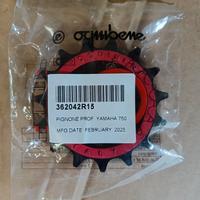 ognibene
362042R15
PIGNONE PROF. YAMAHA 750
MFG DATE: FEBRUARY, 2025